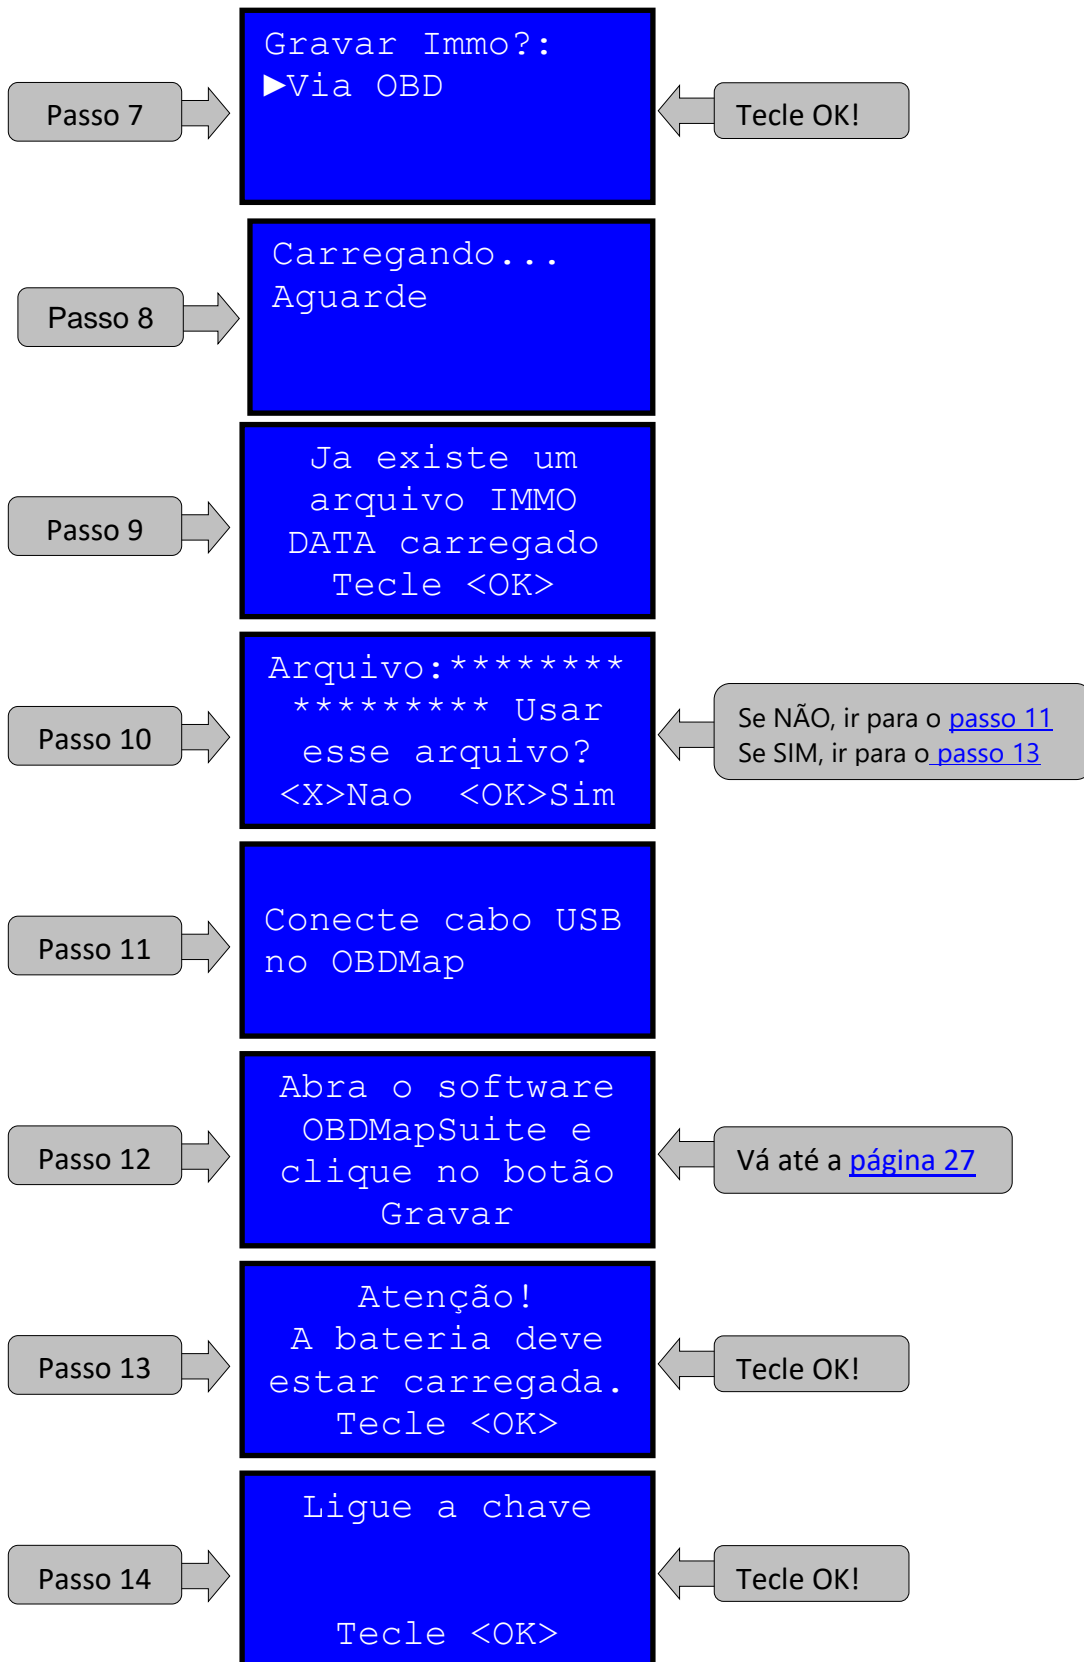 Gravar Immo?:
►Via OBD
Passo 7
Tecle OK!
Carregando...
Aguarde
Passo 8
Ja existe um
arquivo IMMO
DATA carregado
Tecle <OK>
Passo 9
Arquivo:********
********* Usar
esse arquivo?
<X>Nao <OK>Sim
Passo 10
Se NÃO, ir para o passo 11
Se SIM, ir para o passo 13
Conecte cabo USB
no OBDMap
Passo 11
Abra o software
OBDMapSuite e
clique no botão
Gravar
Passo 12
Vá até a página 27
Atenção!
A bateria deve
estar carregada.
Tecle <OK>
Passo 13
Tecle OK!
Ligue a chave
Tecle <OK>
Passo 14
Tecle OK!